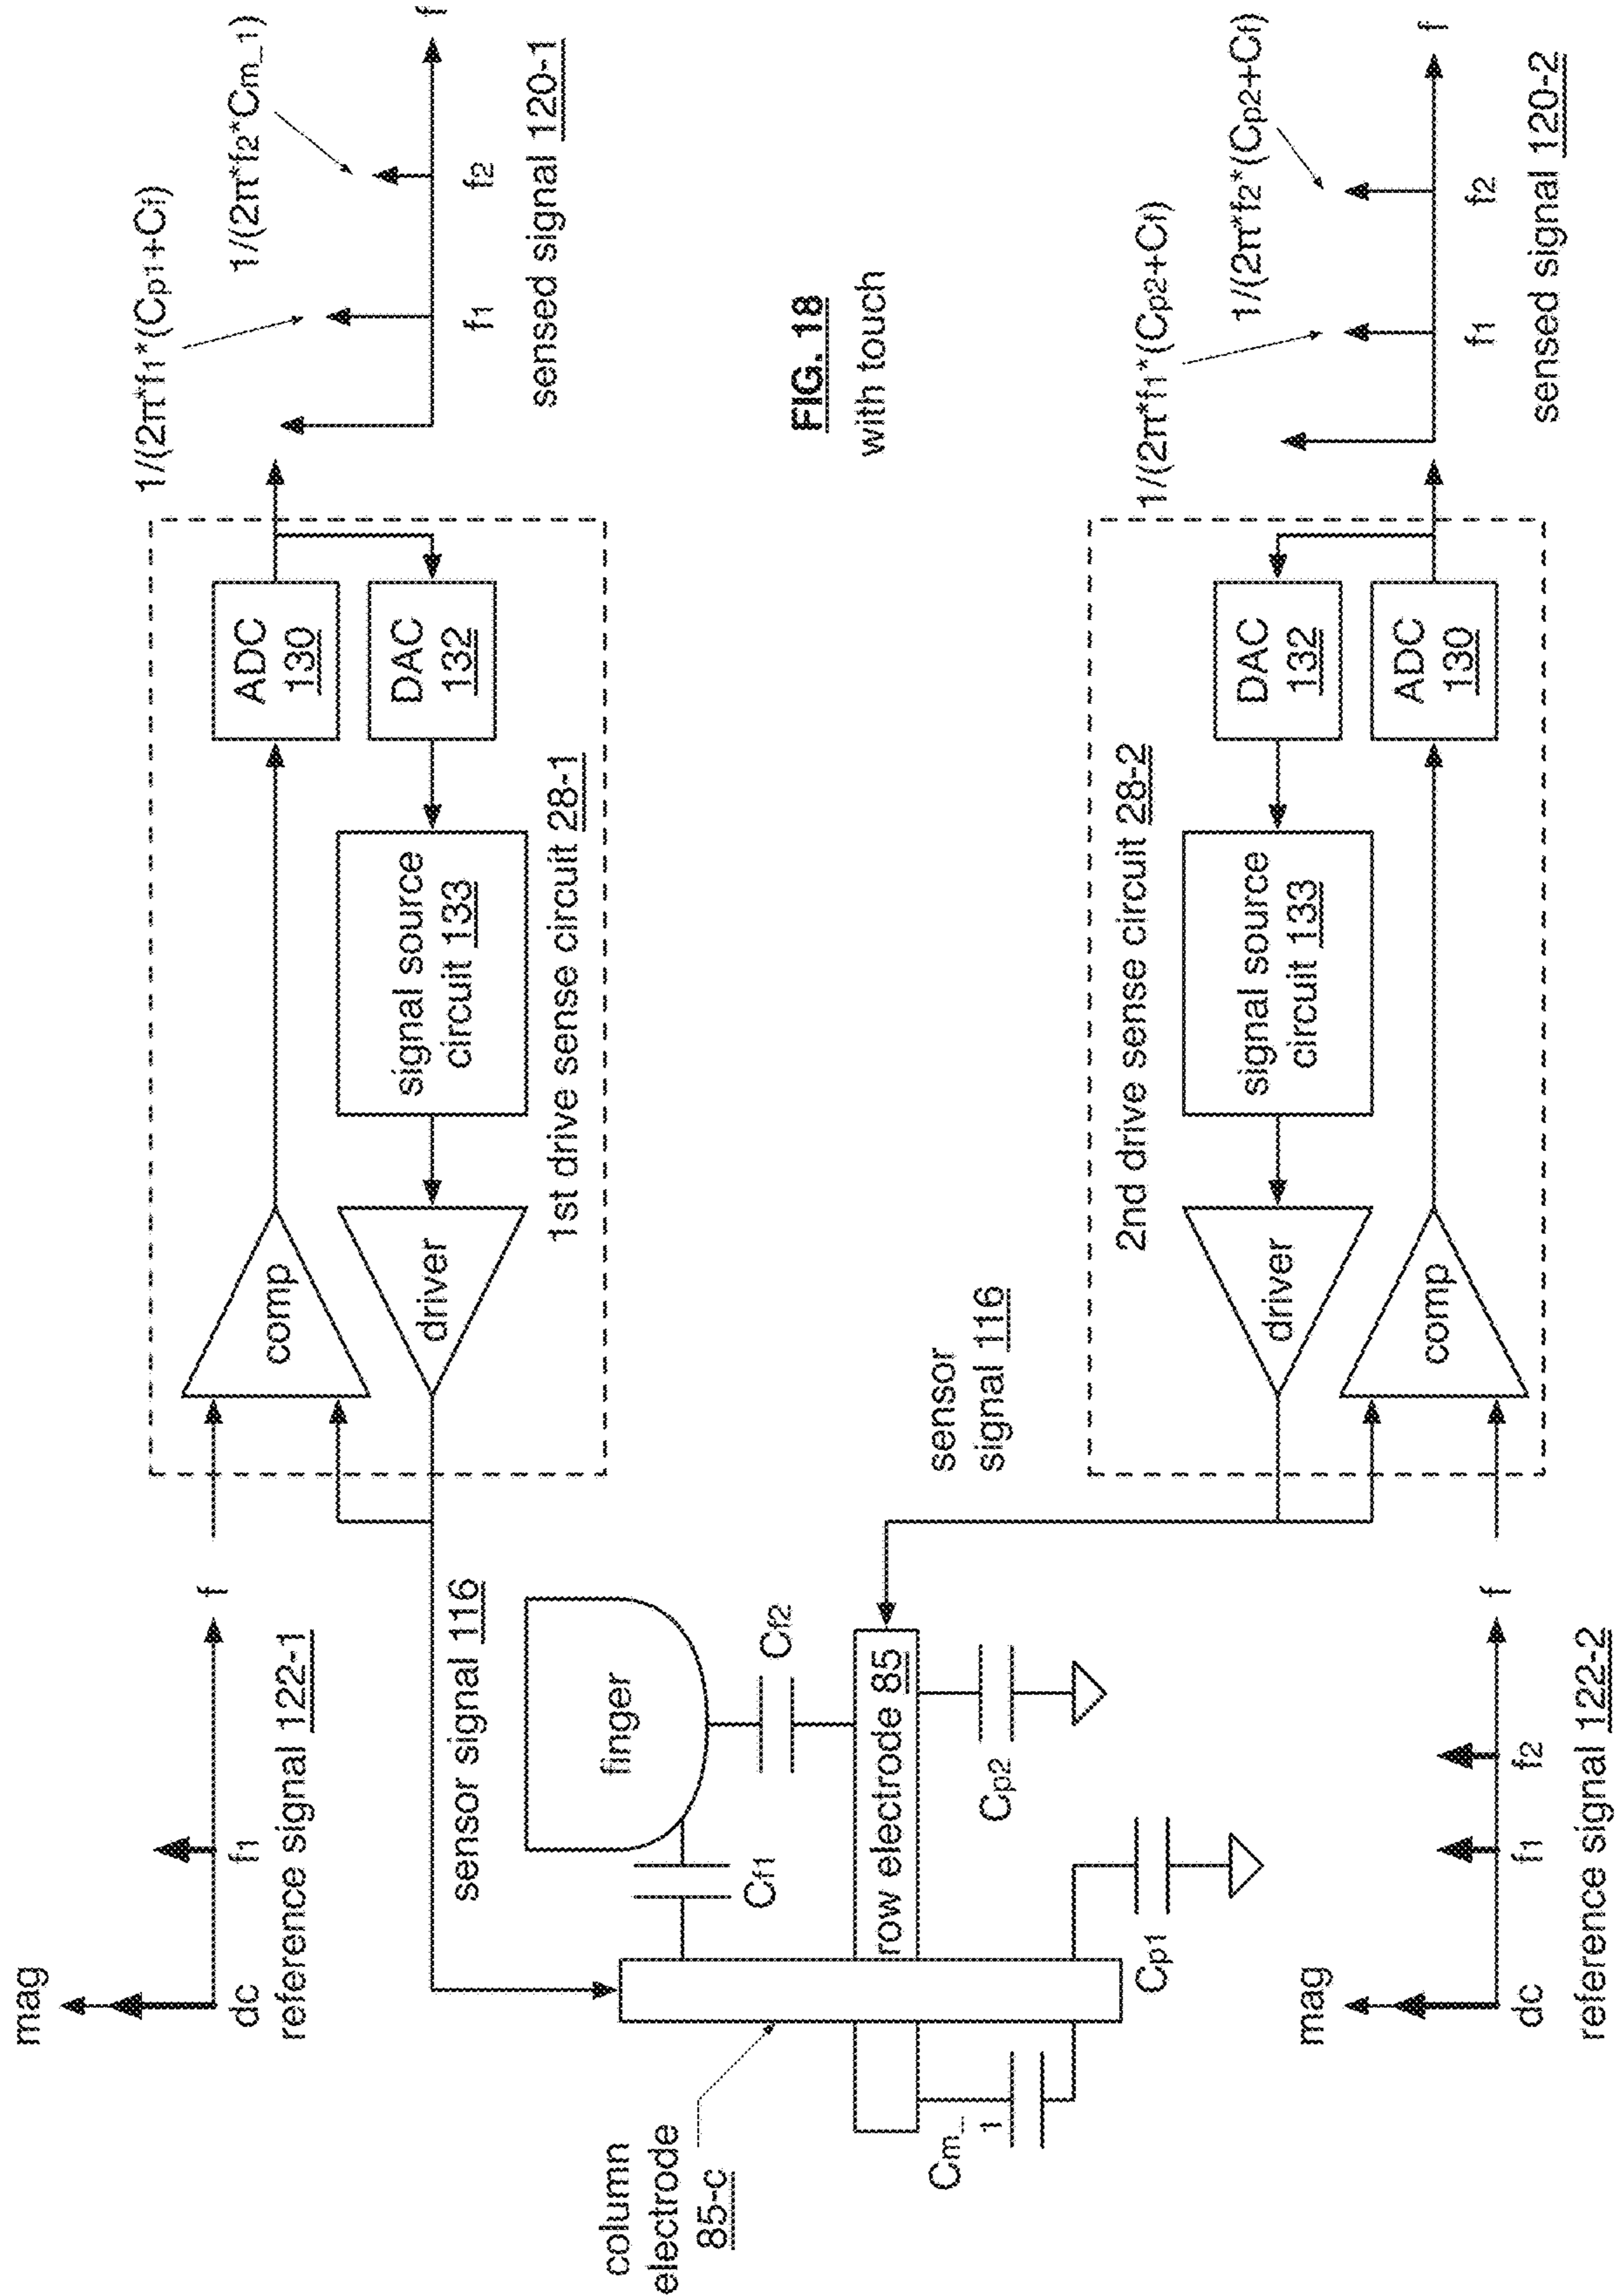 mag
dc
f1
f
reference signal 122-1
comp
ADC
130
DAC
132
signal source
circuit 133
driver
1st drive sense circuit 28-1
1/(2π*f1*(Cp1+Cf)
1/(2π*f2*Cm_1)
f1
f2
f
sensed signal 120-1
sensor signal 116
finger
Cf1
Cf2
column
electrode
85-c
row electrode 85
Cm_
1
Cp1
Cp2
sensor
signal 116
FIG. 18
with touch
2nd drive sense circuit 28-2
driver
signal source
circuit 133
DAC
132
comp
ADC
130
mag
dc
f1
f2
f
reference signal 122-2
1/(2π*f1*(Cp2+Cf)
1/(2π*f2*(Cp2+Cf)
f1
f2
f
sensed signal 120-2